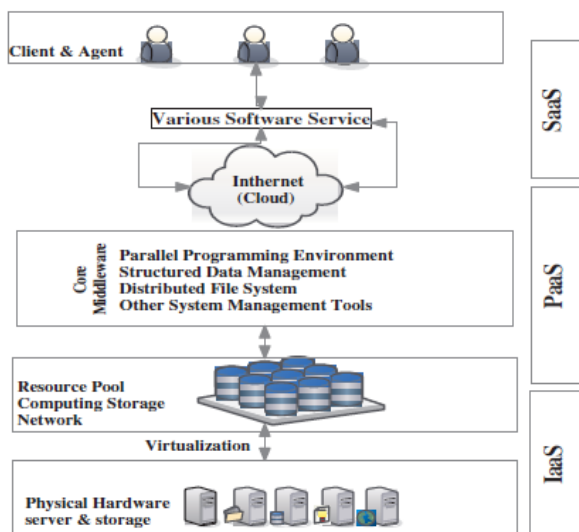 Client & Agent
Various Software Service
Inthernet
(Cloud)
SaaS
Core
Middleware
Parallel Programming Environment
Structured Data Management
Distributed File System
Other System Management Tools
PaaS
Resource Pool
Computing Storage
Network
Virtualization
Physical Hardware
server & storage
IaaS